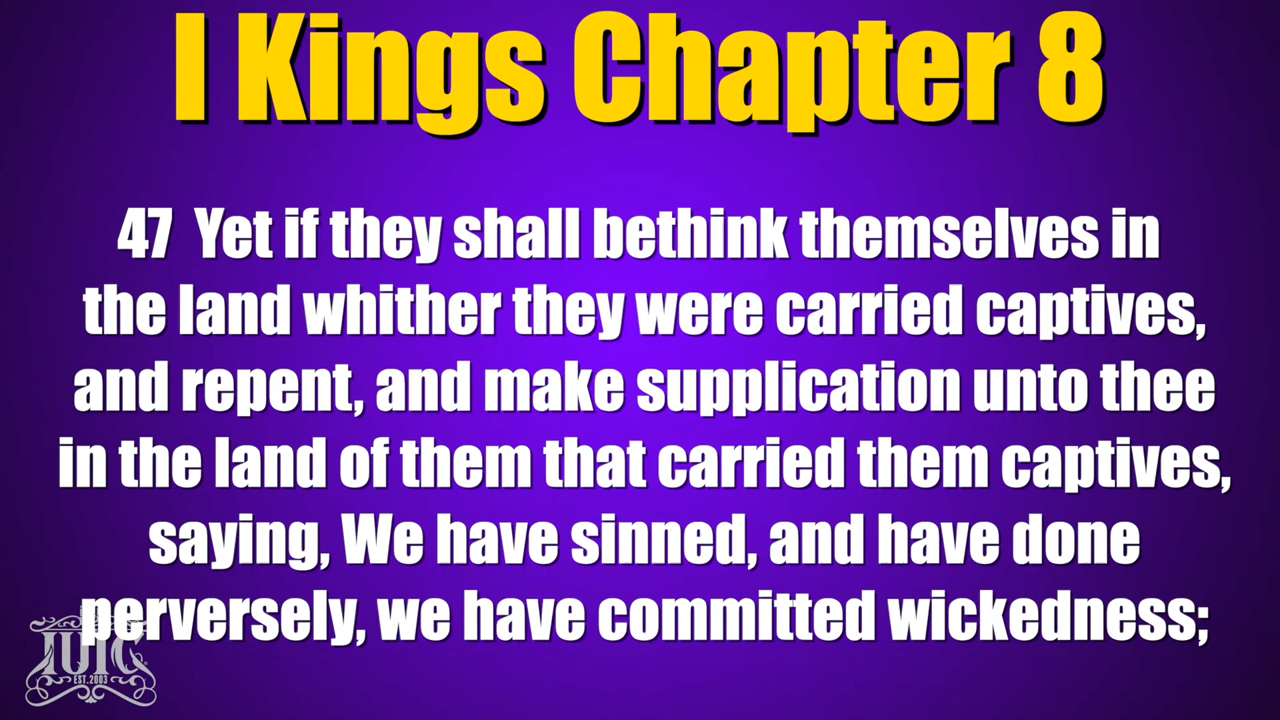 I Kings Chapter 8
47 Yet if they shall bethink themselves in
the land whither they were carried captives,
and repent, and make supplication unto thee
in the land of them that carried them captives,
saying, We have sinned, and have done
perversely, we have committed wickedness;
IUIC
EST. 2003